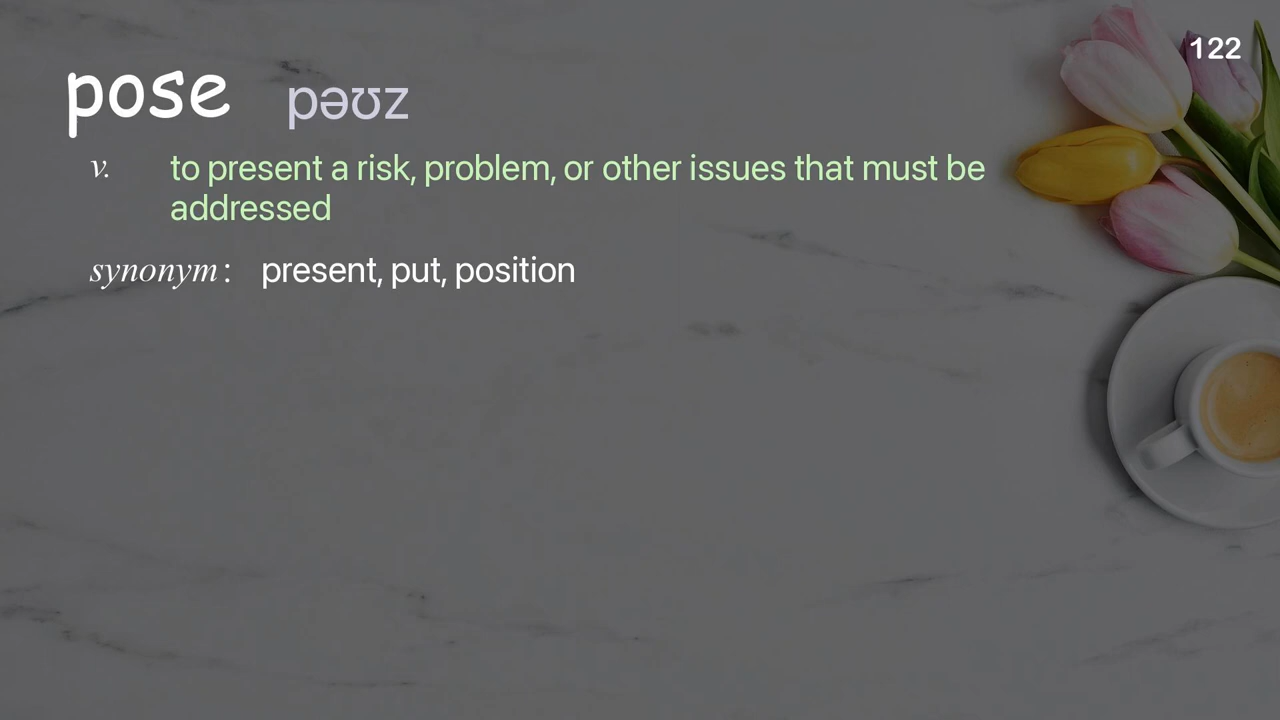 122
pose pəʊz
v. to present a risk, problem, or other issues that must be
addressed
synonym: present, put, position